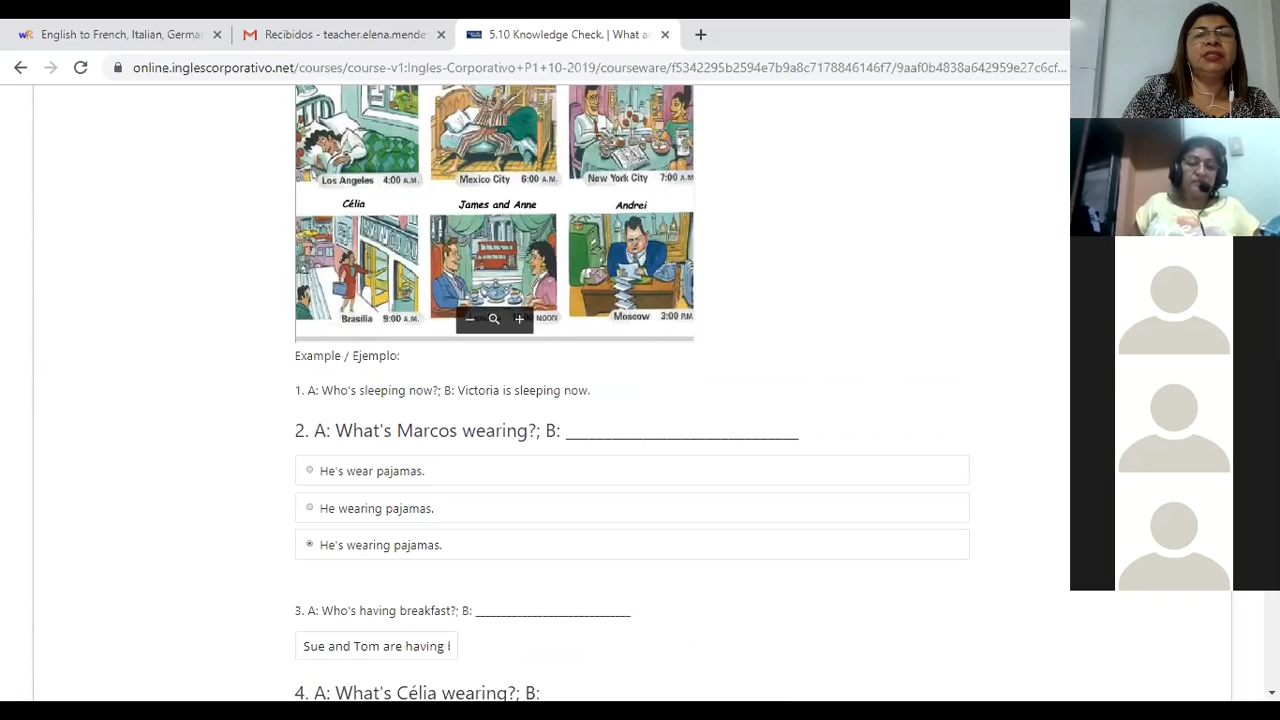 English to French, Italian, Germa
Recibidos - teacher.elena.mende
5.10 Knowledge Check. | What a
online.inglescorporativo.net/courses/course-v1:Ingles-Corporativo+P1+10-2019/courseware/f5342295b2594e7b9a8c7178846146f7/9aaf0b4838a642959e27c6cf...
Los Angeles 4:00 A.M.
Mexico City 6:00 A.M.
New York City 7:00 A.M
Célia
James and Anne
Andrei
Brasília 9:00 A.M.
NOON
Moscow 3:00 P.M.
Example / Ejemplo:
1. A: Who's sleeping now?; B: Victoria is sleeping now.
2. A: What's Marcos wearing?; B: ____________________________
He's wear pajamas.
He wearing pajamas.
He's wearing pajamas.
3. A: Who's having breakfast?; B: ____________________________
Sue and Tom are having
4. A: What's Célia wearing?; B: